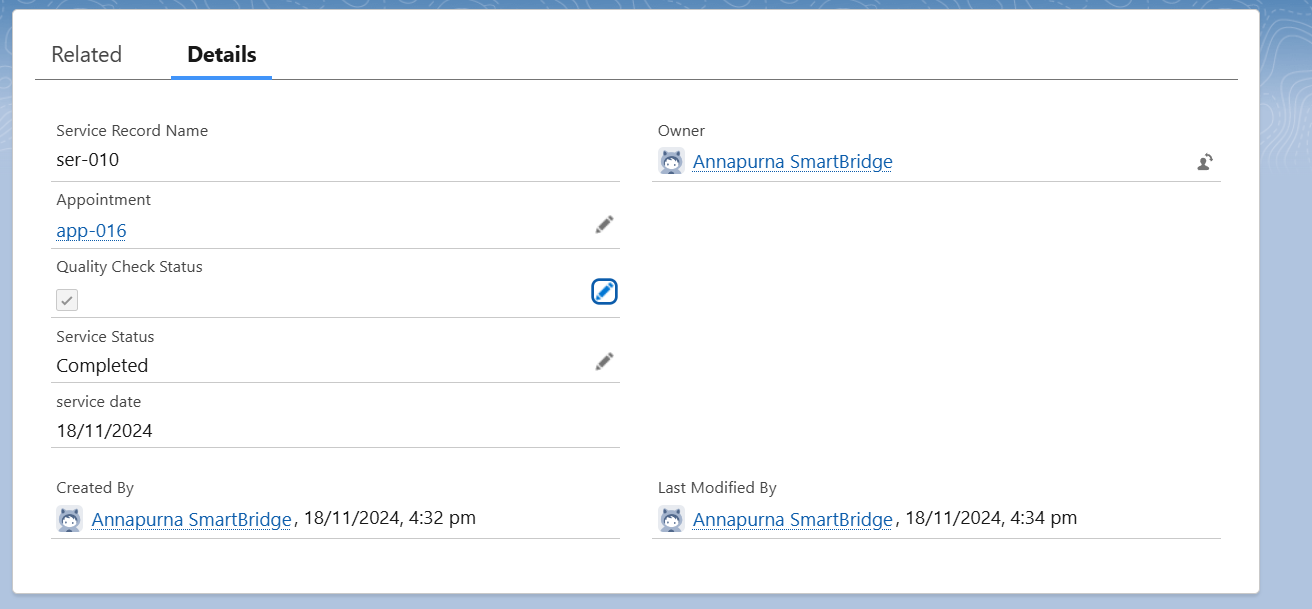 Related Details
Service Record Name
ser-010
Owner
Annapurna SmartBridge
Appointment
app-016
Quality Check Status
Service Status
Completed
service date
18/11/2024
Created By
Annapurna SmartBridge, 18/11/2024, 4:32 pm
Last Modified By
Annapurna SmartBridge, 18/11/2024, 4:34 pm